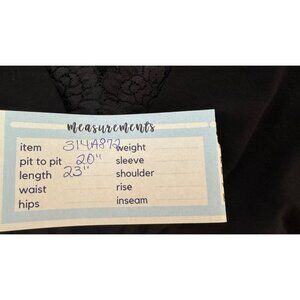 measurements
item 314A872 weight
pit to pit 20" sleeve
length 23" shoulder
waist rise
hips inseam